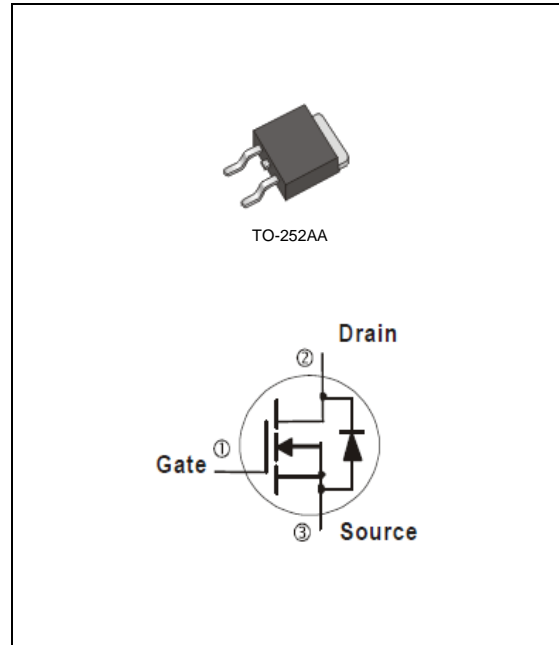 TO-252AA
Drain
②
①
Gate
③
Source